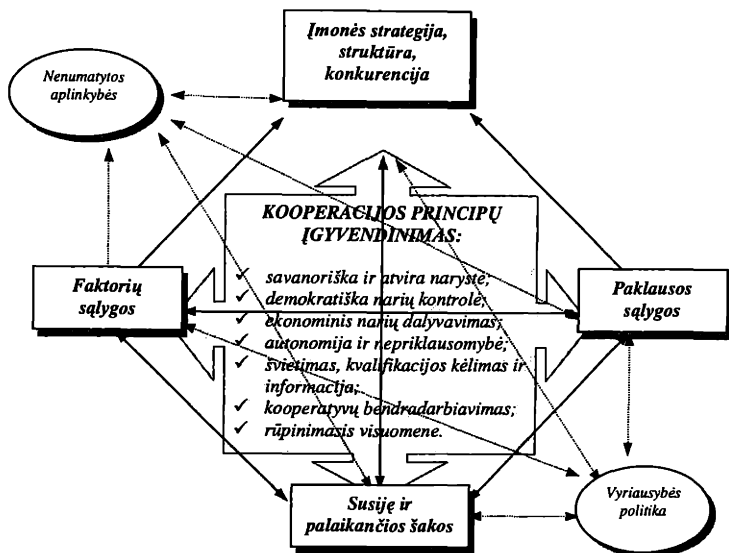 Įmonės strategija,
struktūra,
konkurencija
Nenumatytos
aplinkybės
KOOPERACIJOS PRINCIPŲ
ĮGYVENDINIMAS:
✓ savanoriška ir atvira narystė;
✓ demokratiška narių kontrolė;
✓ ekonominis narių dalyvavimas;
✓ autonomija ir nepriklausomybė;
✓ švietimas, kvalifikacijos kėlimas ir
informacija;
✓ kooperatyvų bendradarbiavimas;
✓ rūpinimasis visuomene.
Faktorių
sąlygos
Paklausos
sąlygos
Susiję ir
palaikančios šakos
Vyriausybės
politika